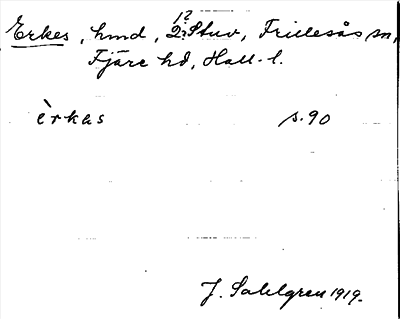 Erkes, hmd, 2:Stuv, Frillesås sn,
1?
Fjäre hd, Hall. l.
èrkas s. 90
J. Sahlgren 1919.